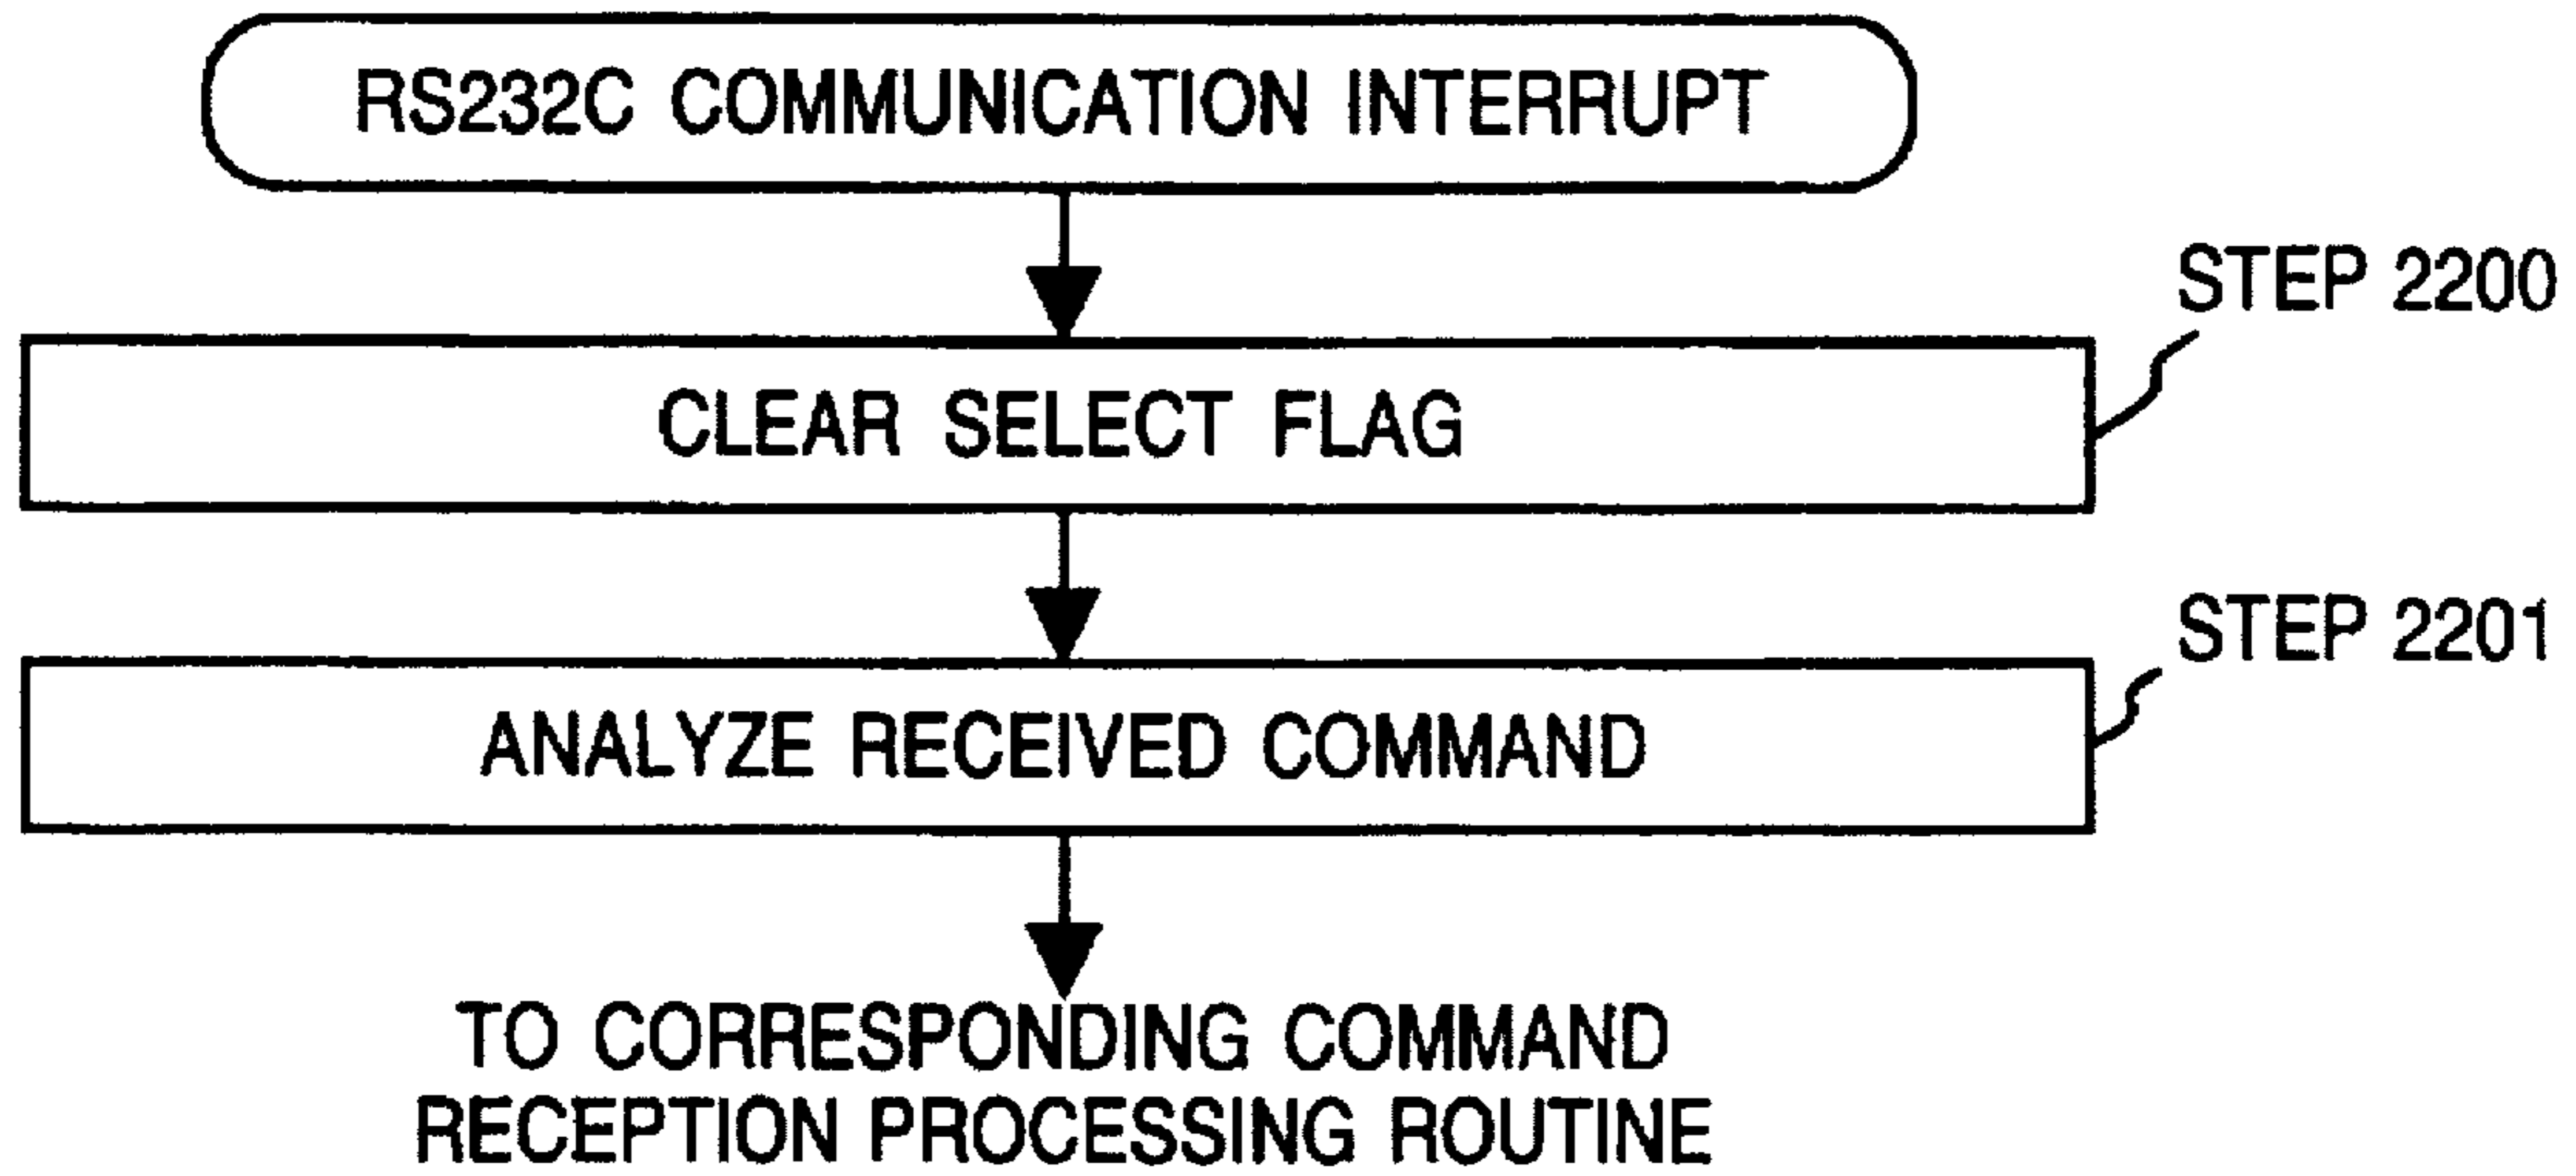 RS232C COMMUNICATION INTERRUPT
STEP 2200
CLEAR SELECT FLAG
STEP 2201
ANALYZE RECEIVED COMMAND
TO CORRESPONDING COMMAND
RECEPTION PROCESSING ROUTINE